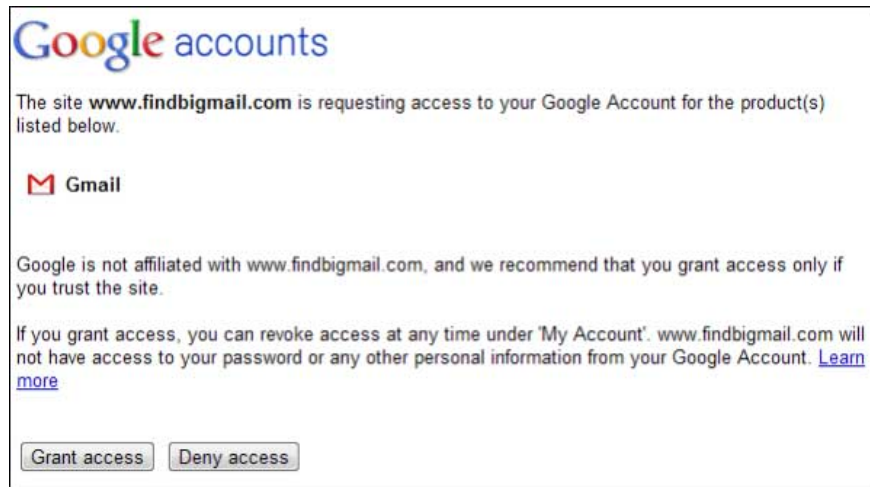 Google accounts
The site www.findbigmail.com is requesting access to your Google Account for the product(s)
listed below.
Gmail
Google is not affiliated with www.findbigmail.com, and we recommend that you grant access only if
you trust the site.
If you grant access, you can revoke access at any time under 'My Account'. www.findbigmail.com will
not have access to your password or any other personal information from your Google Account. Learn
more
Grant access Deny access